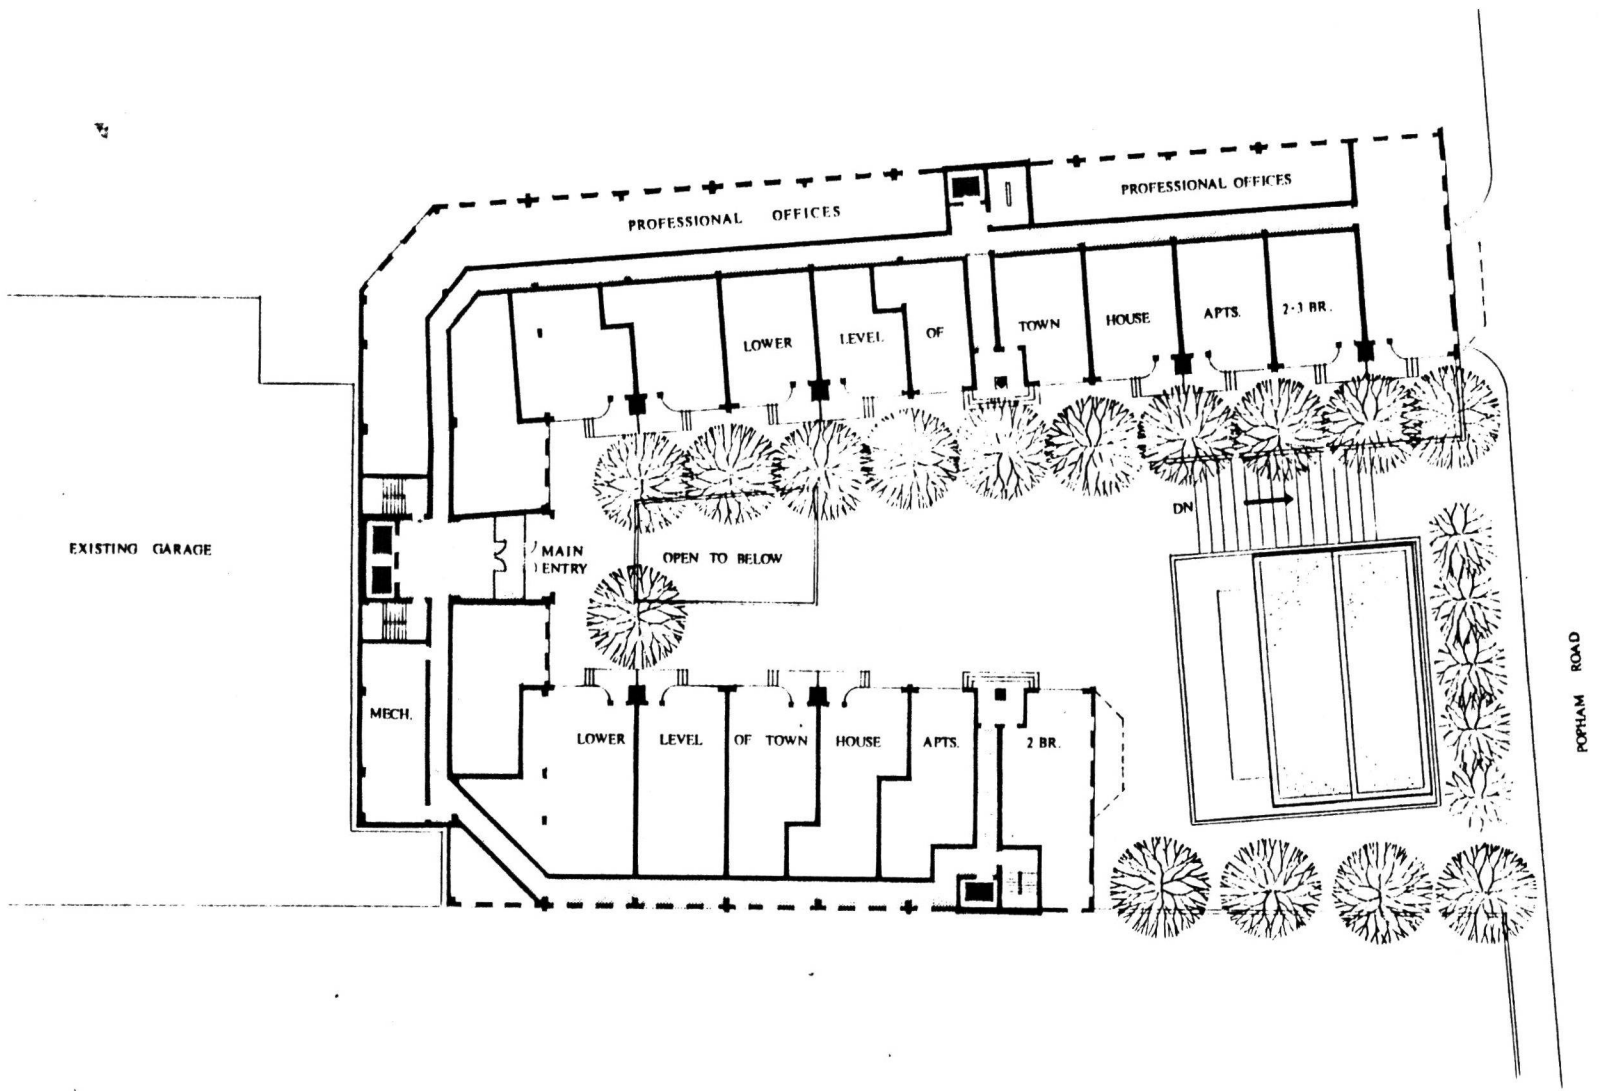 PROFESSIONAL OFFICES
PROFESSIONAL OFFICES
LOWER LEVEL OF TOWN HOUSE APTS. 2-3 BR.
DN
EXISTING GARAGE
MAIN
ENTRY
OPEN TO BELOW
MECH.
LOWER LEVEL OF TOWN HOUSE APTS. 2 BR.
POPHAM ROAD